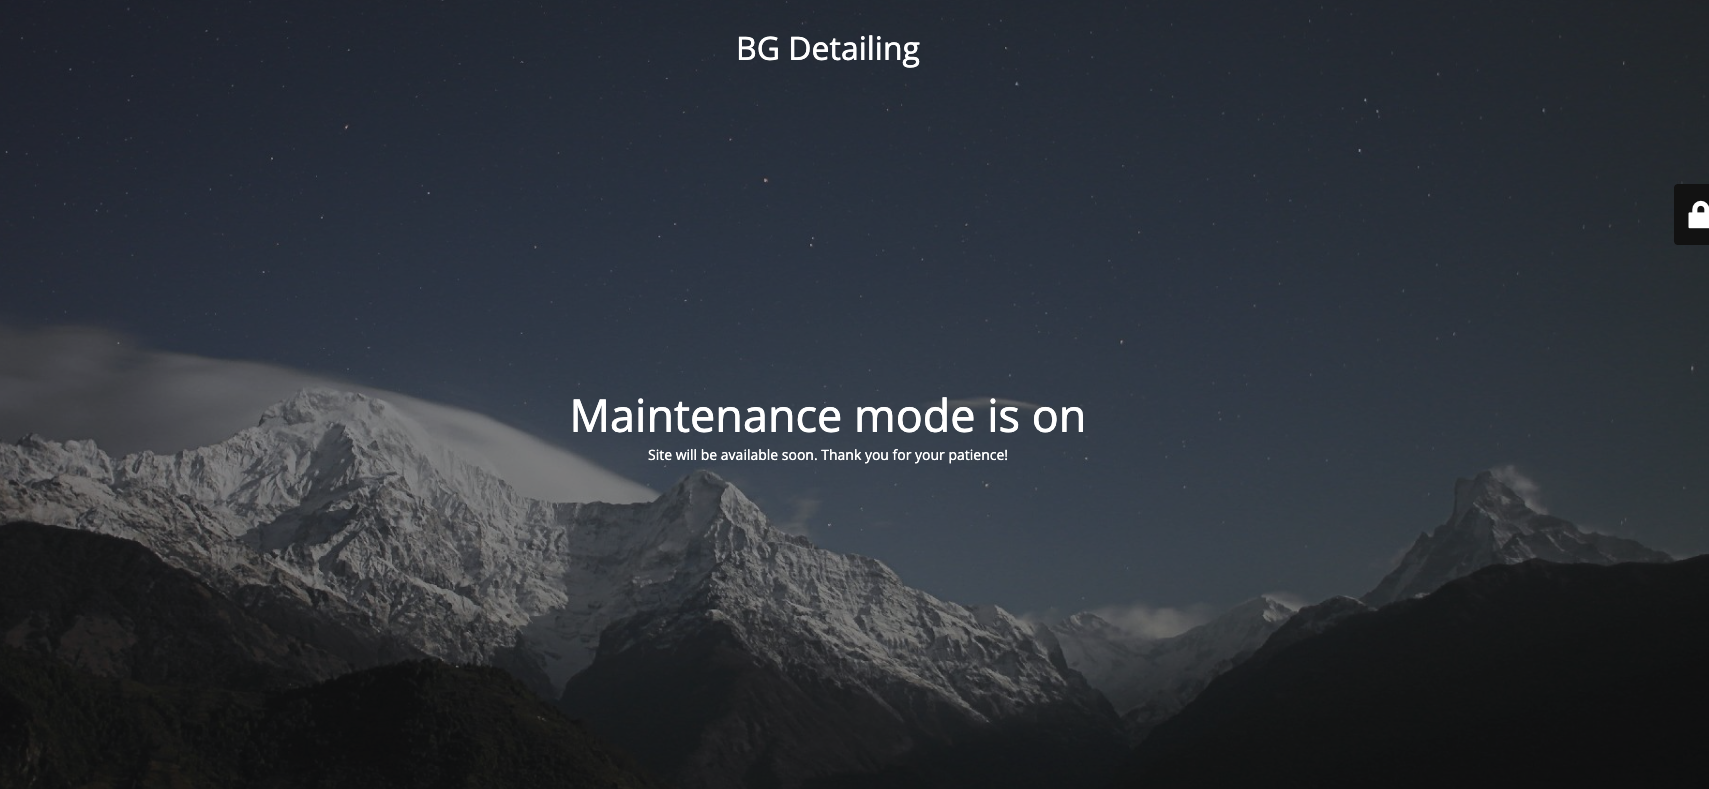 BG Detailing
Maintenance mode is on
Site will be available soon. Thank you for your patience!